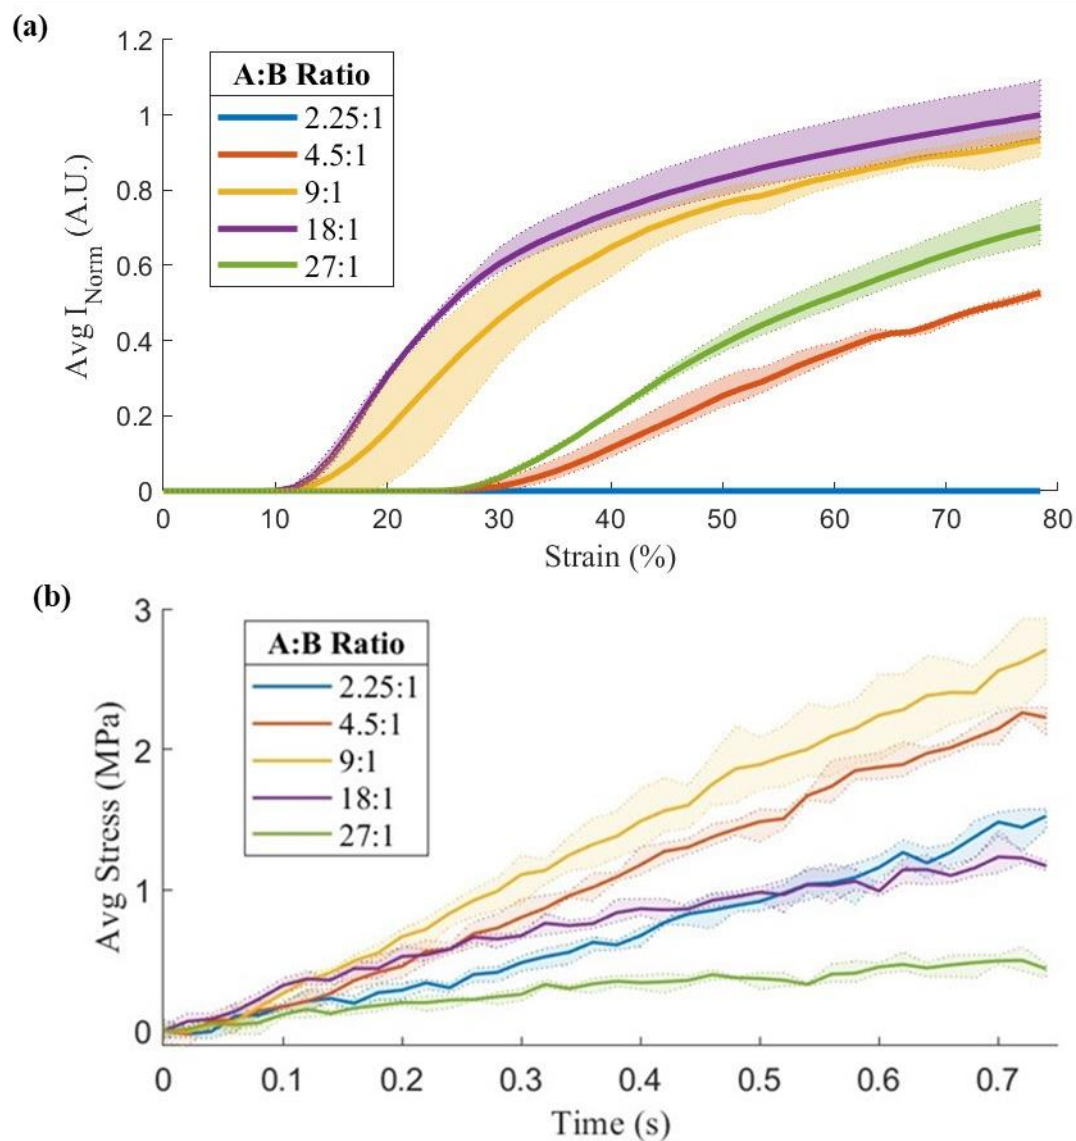 (a)
1.2
1
0.8
0.6
0.4
0.2
0
Avg I_Norm (A.U.)
A:B Ratio
2.25:1
4.5:1
9:1
18:1
27:1
0 10 20 30 40 50 60 70 80
Strain (%)
(b)
3
2
1
0
Avg Stress (MPa)
A:B Ratio
2.25:1
4.5:1
9:1
18:1
27:1
0 0.1 0.2 0.3 0.4 0.5 0.6 0.7
Time (s)